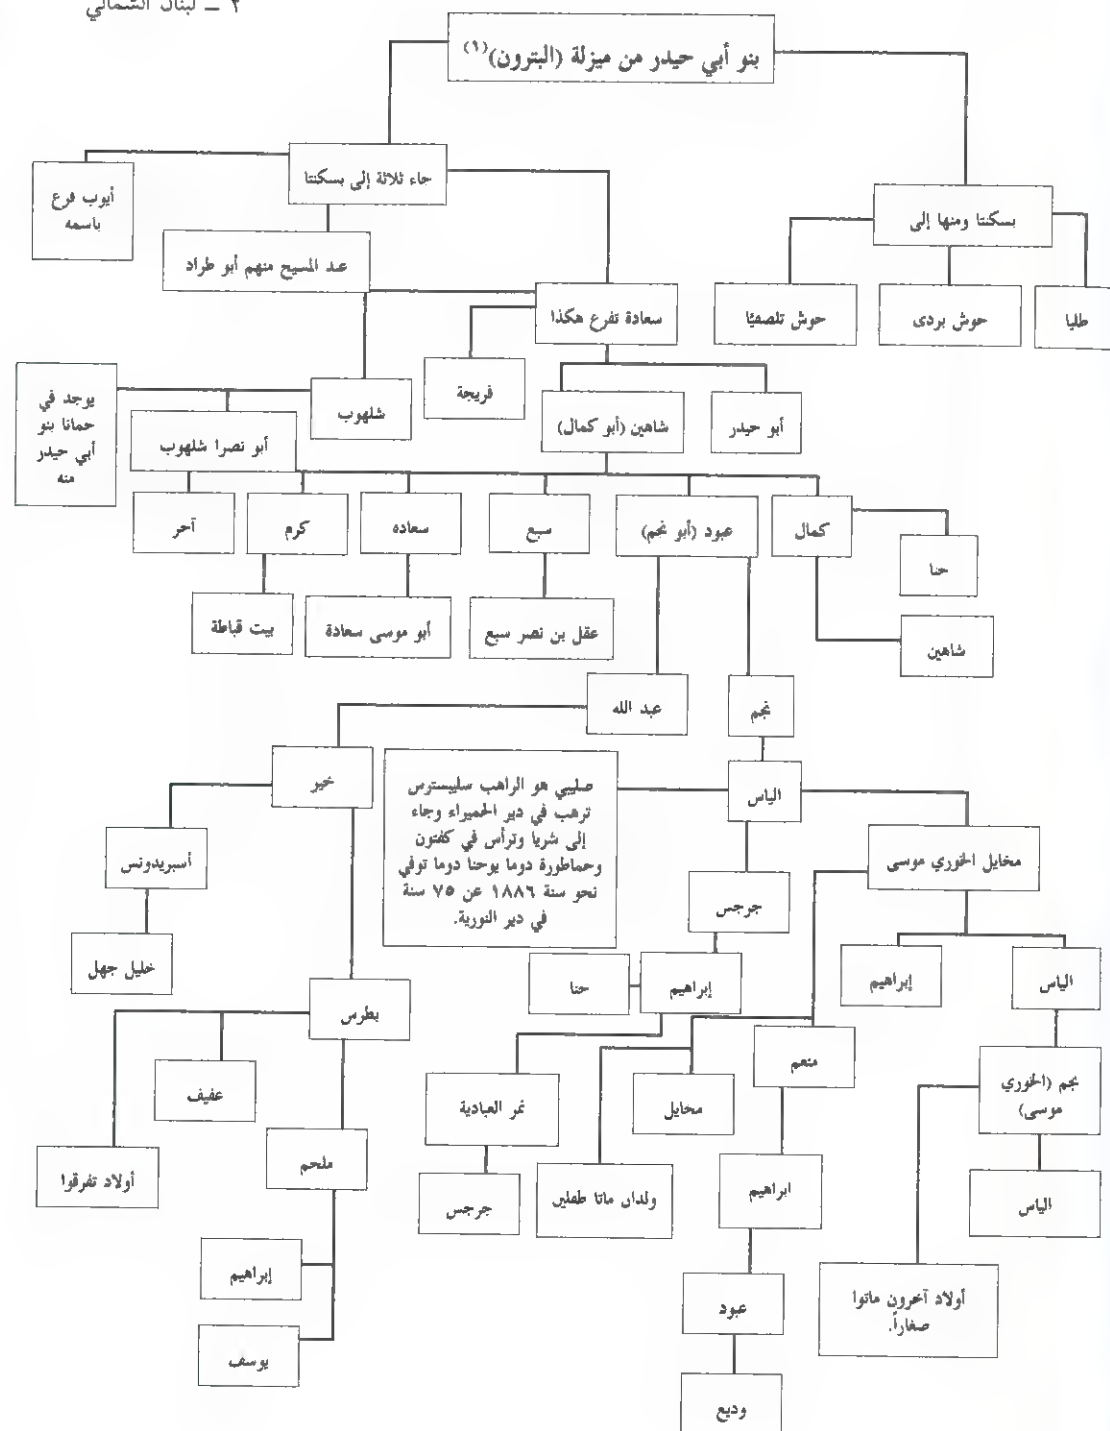 ٢ ــ لبنان الشمالي
بنو أبي حيدر من ميزلة (البترون)(١)
جاء ثلاثة إلى بسكنتا
أيوب فرع
باسمه
بسكنتا ومنها إلى
عبد المسيح منهم أبو طراد
سعادة تفرع هكذا
حوش تلصفيا
حوش بردى
طليا
فريجة
شلهوب
يوجد في
حمانا بنو
أبي حيدر
منه
أبو نصرا شلهوب
شاهين (أبو كمال)
أبو حيدر
آخر
كرم
سعاده
سبع
عبود (أبو نجم)
كمال
حنا
بيت قباطة
أبو موسى سعادة
عقل بن نصر سبع
شاهين
عبد الله
نجم
خير
صليبي هو الراهب سليبسترس
ترهب في دير الحميراء وجاء
إلى شربا وترأس في كفتون
وحماطورة دوما يوحنا دوما توفي
نحو سنة ١٨٨٦ عن ٧٥ سنة
في دير النورية.
الياس
أسبريدونس
مخايل الخوري موسى
جرجس
خليل جهل
حنا
إبراهيم
إبراهيم
الياس
بطرس
منعم
عفيف
نمر العبادية
مخايل
نجم (الخوري
موسى)
أولاد تفرقوا
ملحم
جرجس
ولدان ماتا طفلين
ابراهيم
الياس
إبراهيم
عبود
أولاد آخرون ماتوا
صغاراً.
يوسف
وديع